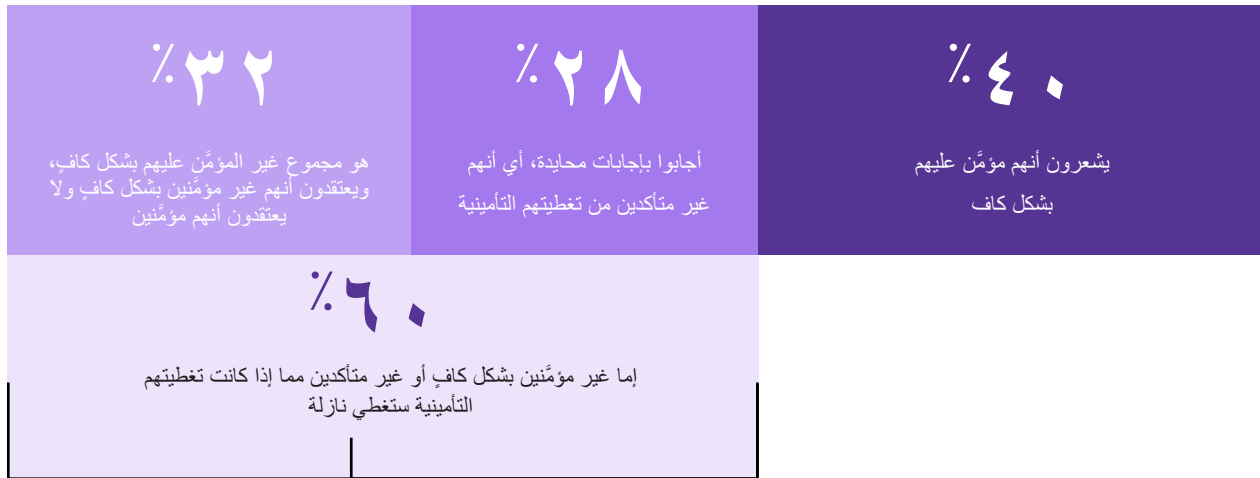 ٤٠٪
يشعرون أنهم مؤمَّن عليهم
بشكل كاف
٢٨٪
أجابوا بإجابات محايدة، أي أنهم
غير متأكدين من تغطيتهم التأمينية
٣٢٪
هو مجموع غير المؤمَّن عليهم بشكل كافٍ،
ويعتقدون أنهم غير مؤمَّنين بشكل كافٍ ولا
يعتقدون أنهم مؤمَّنين
٦٠٪
إما غير مؤمَّنين بشكل كافٍ أو غير متأكدين مما إذا كانت تغطيتهم
التأمينية ستغطي نازلة